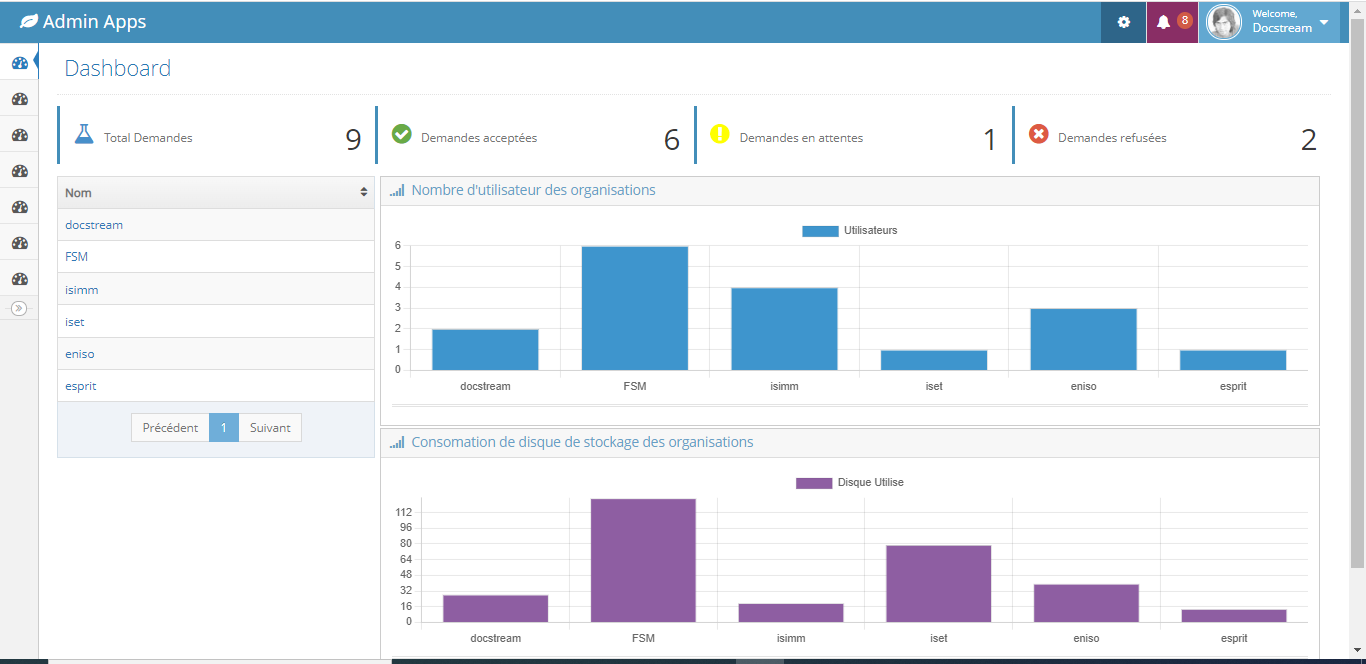 Admin Apps
8
Welcome,
Docstream
Dashboard
Total Demandes
9
Demandes acceptées
6
Demandes en attentes
1
Demandes refusées
2
Nom
docstream
FSM
isimm
iset
eniso
esprit
Précédent 1 Suivant
Nombre d'utilisateur des organisations
Utilisateurs
6
5
4
3
2
1
0
docstream FSM isimm iset eniso esprit
Consomation de disque de stockage des organisations
Disque Utilise
112
96
80
64
48
32
16
0
docstream FSM isimm iset eniso esprit